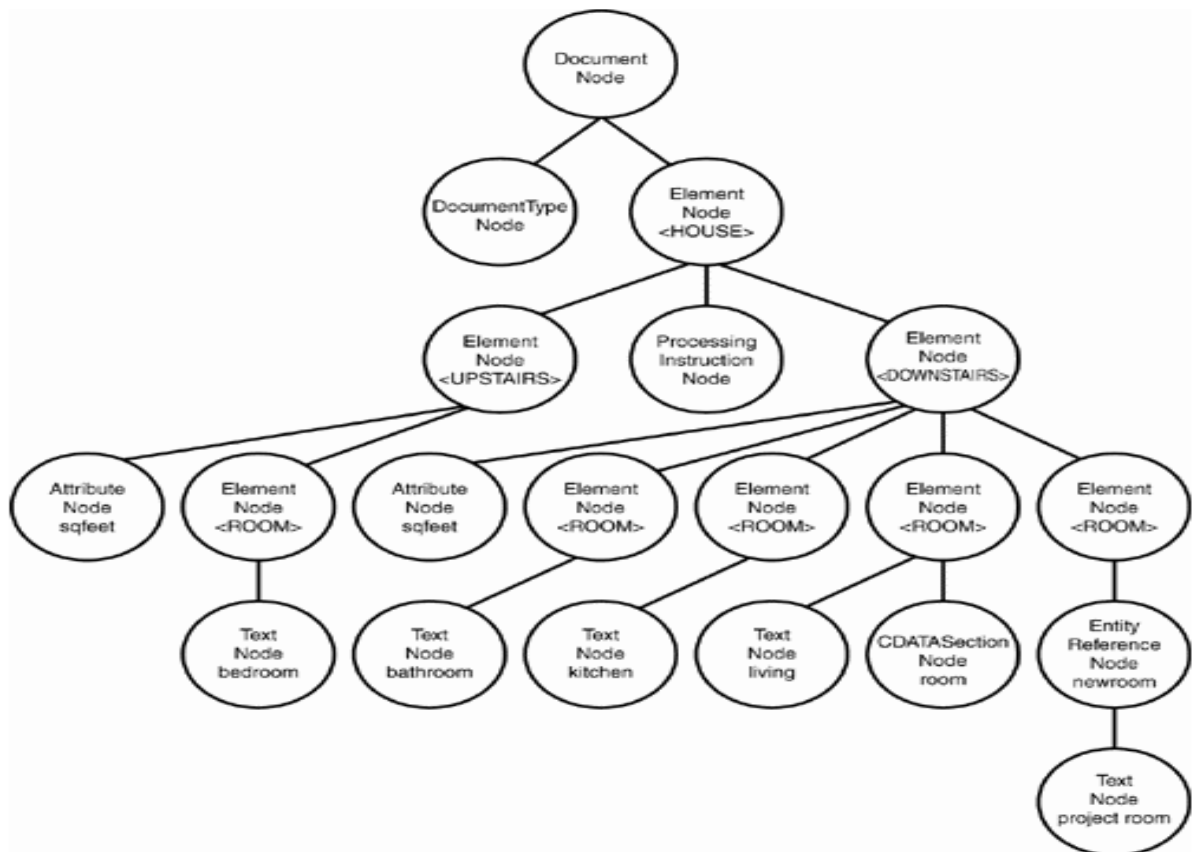 Document
Node
DocumentType
Node
Element
Node
<HOUSE>
Element
Node
<UPSTAIRS>
Processing
Instruction
Node
Element
Node
<DOWNSTAIRS>
Attribute
Node
sqfeet
Element
Node
<ROOM>
Attribute
Node
sqfeet
Element
Node
<ROOM>
Element
Node
<ROOM>
Element
Node
<ROOM>
Element
Node
<ROOM>
Text
Node
bedroom
Text
Node
bathroom
Text
Node
kitchen
Text
Node
living
CDATASection
Node
room
Entity
Reference
Node
newroom
Text
Node
project room